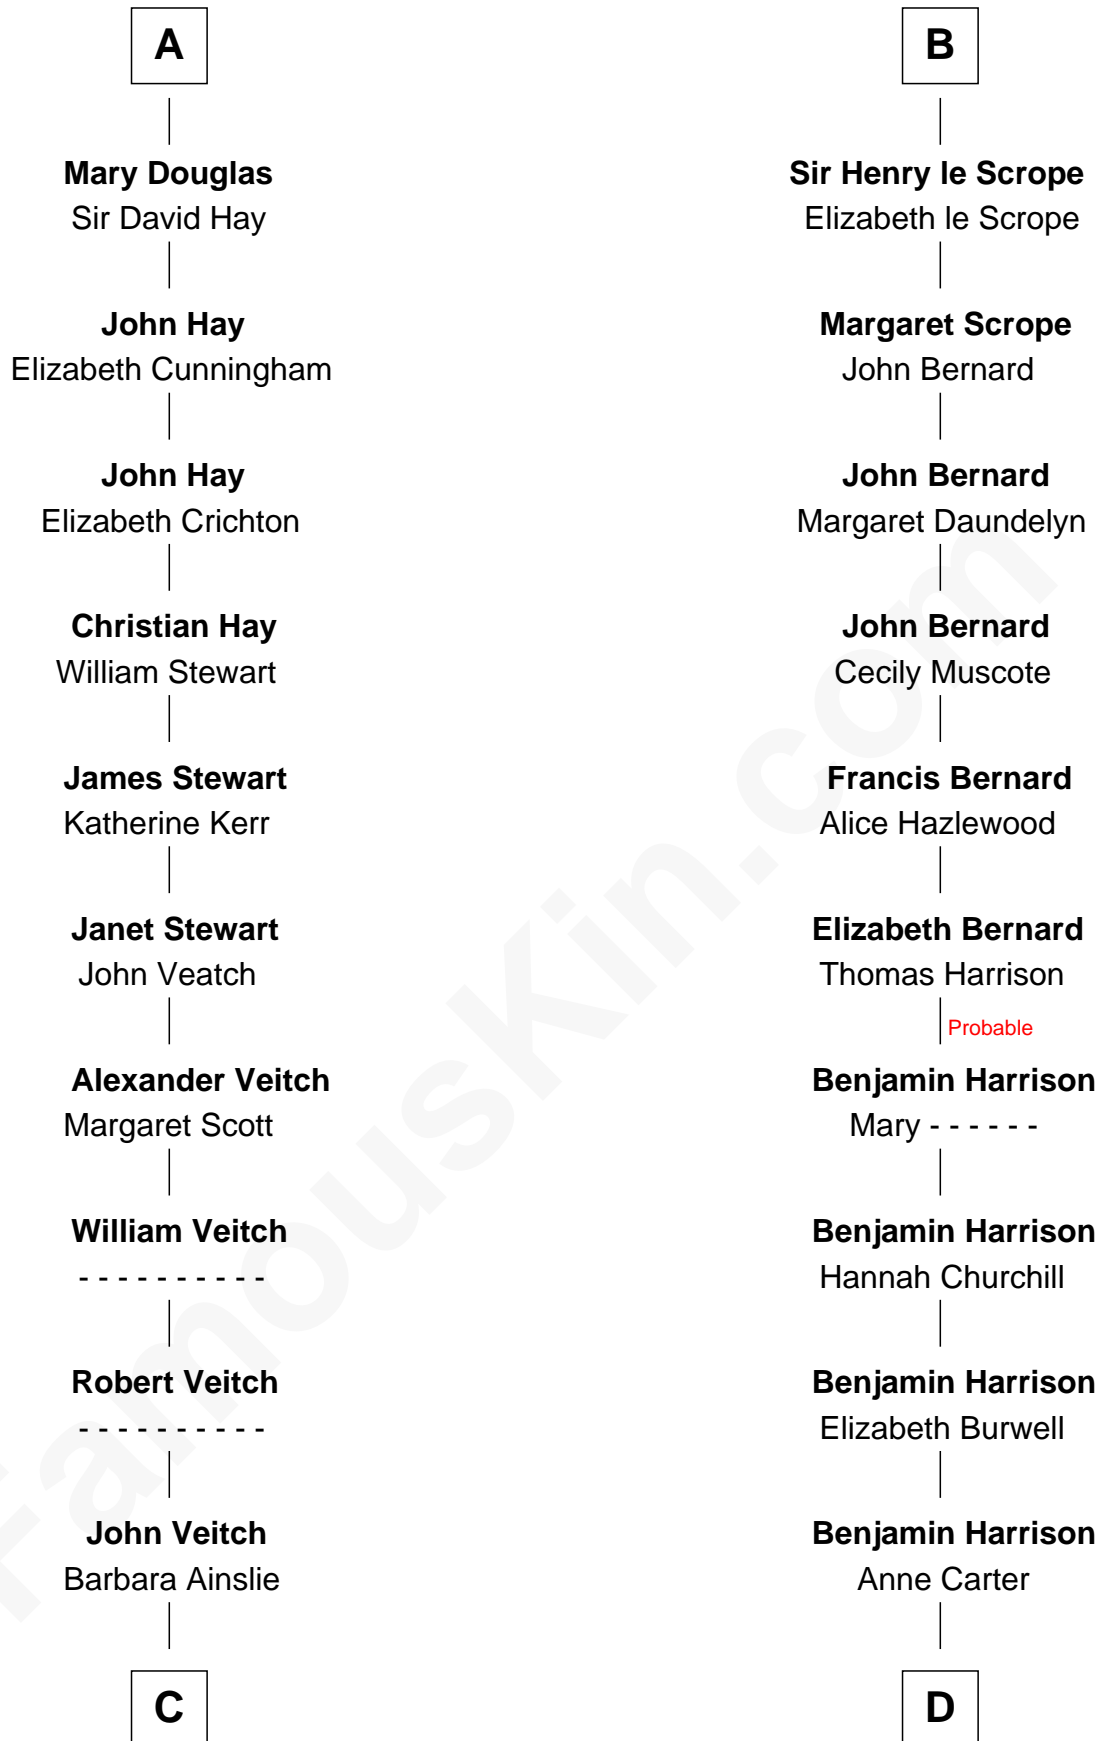 A
Mary Douglas
Sir David Hay
John Hay
Elizabeth Cunningham
John Hay
Elizabeth Crichton
Christian Hay
William Stewart
James Stewart
Katherine Kerr
Janet Stewart
John Veatch
Alexander Veitch
Margaret Scott
William Veitch
- - - - - - - - - -
Robert Veitch
- - - - - - - - - -
John Veitch
Barbara Ainslie
C
B
Sir Henry le Scrope
Elizabeth le Scrope
Margaret Scrope
John Bernard
John Bernard
Margaret Daundelyn
John Bernard
Cecily Muscote
Francis Bernard
Alice Hazlewood
Elizabeth Bernard
Thomas Harrison
Probable
Benjamin Harrison
Mary - - - - - -
Benjamin Harrison
Hannah Churchill
Benjamin Harrison
Elizabeth Burwell
Benjamin Harrison
Anne Carter
D
FamousKin.com